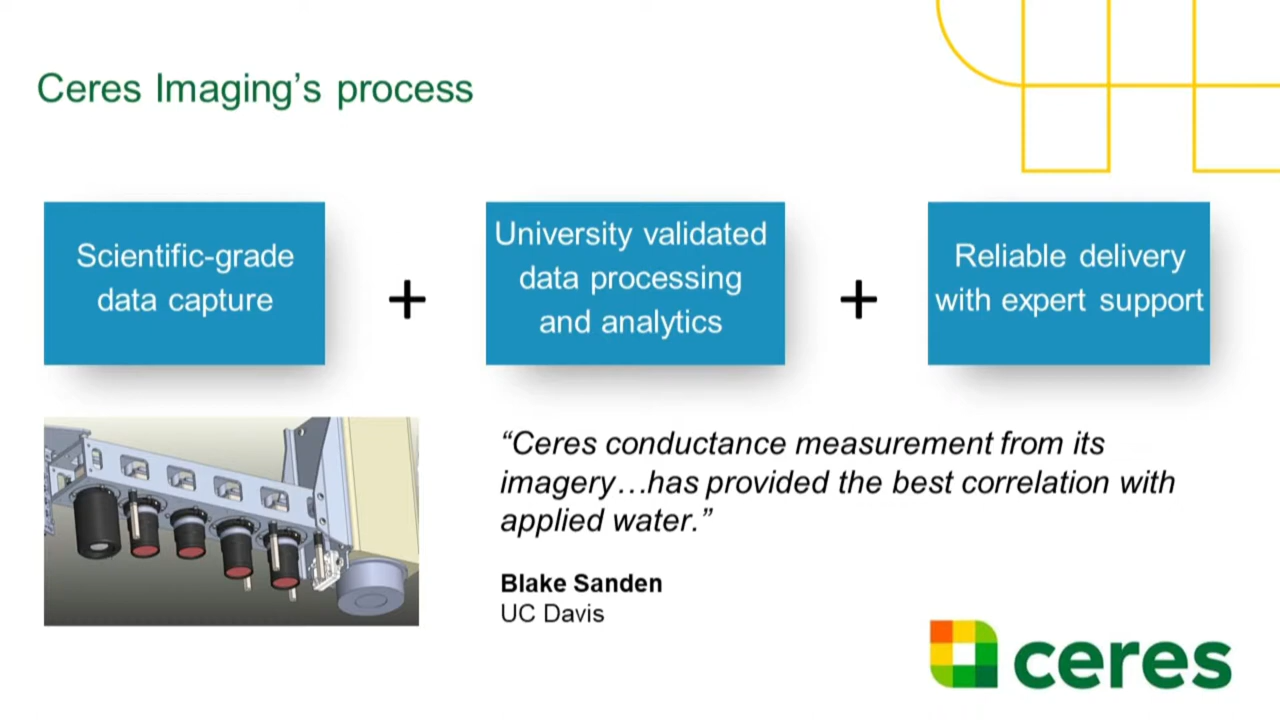 Ceres Imaging’s process
Scientific-grade
data capture
+
University validated
data processing
and analytics
+
Reliable delivery
with expert support
“Ceres conductance measurement from its
imagery…has provided the best correlation with
applied water.”
Blake Sanden
UC Davis
ceres